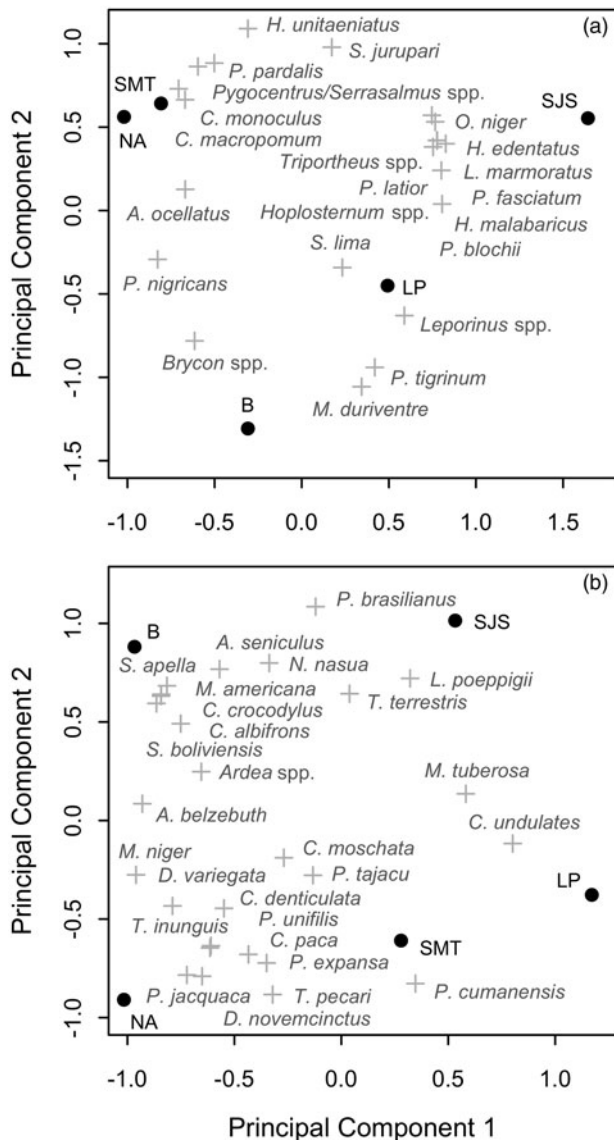 (a)
H. unitaeniatus
S. jurupari
P. pardalis
SMT
Pygocentrus/Serrasalmus spp.
SJS
NA
C. monoculus
O. niger
C. macropomum
H. edentatus
Triportheus spp.
L. marmoratus
P. latior
P. fasciatum
A. ocellatus
Hoplosternum spp.
H. malabaricus
S. lima
P. blochii
P. nigricans
LP
Leporinus spp.
Brycon spp.
P. tigrinum
B
M. duriventre
Principal Component 2
1.0
0.5
0.0
-0.5
-1.0
-1.5
-1.0 -0.5 0.0 0.5 1.0 1.5
(b)
P. brasilianus
B
SJS
A. seniculus
S. apella
N. nasua
L. poeppigii
M. americana
T. terrestris
C. crocodylus
C. albifrons
S. boliviensis
Ardea spp.
M. tuberosa
A. belzebuth
C. undulates
M. niger
C. moschata
D. variegata
P. tajacu
LP
C. denticulata
T. inunguis
P. unifilis
C. paca
SMT
P. expansa
P. jacquaca
T. pecari
P. cumanensis
NA
D. novemcinctus
Principal Component 2
1.0
0.5
0.0
-0.5
-1.0
-1.0 -0.5 0.0 0.5 1.0
Principal Component 1